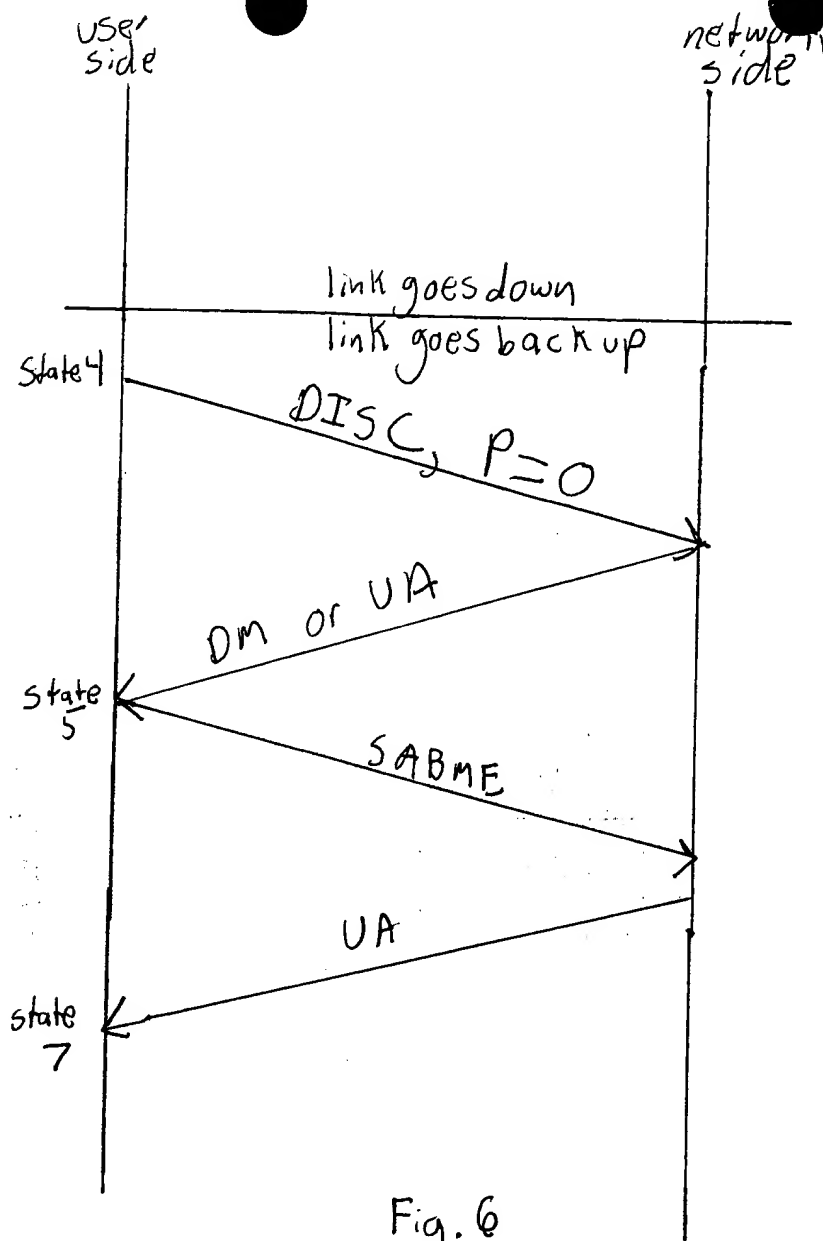 user
side
network
side
link goes down
link goes back up
State 4
DISC, P=0
DM or UA
state
5
SABME
UA
state
7
Fig. 6